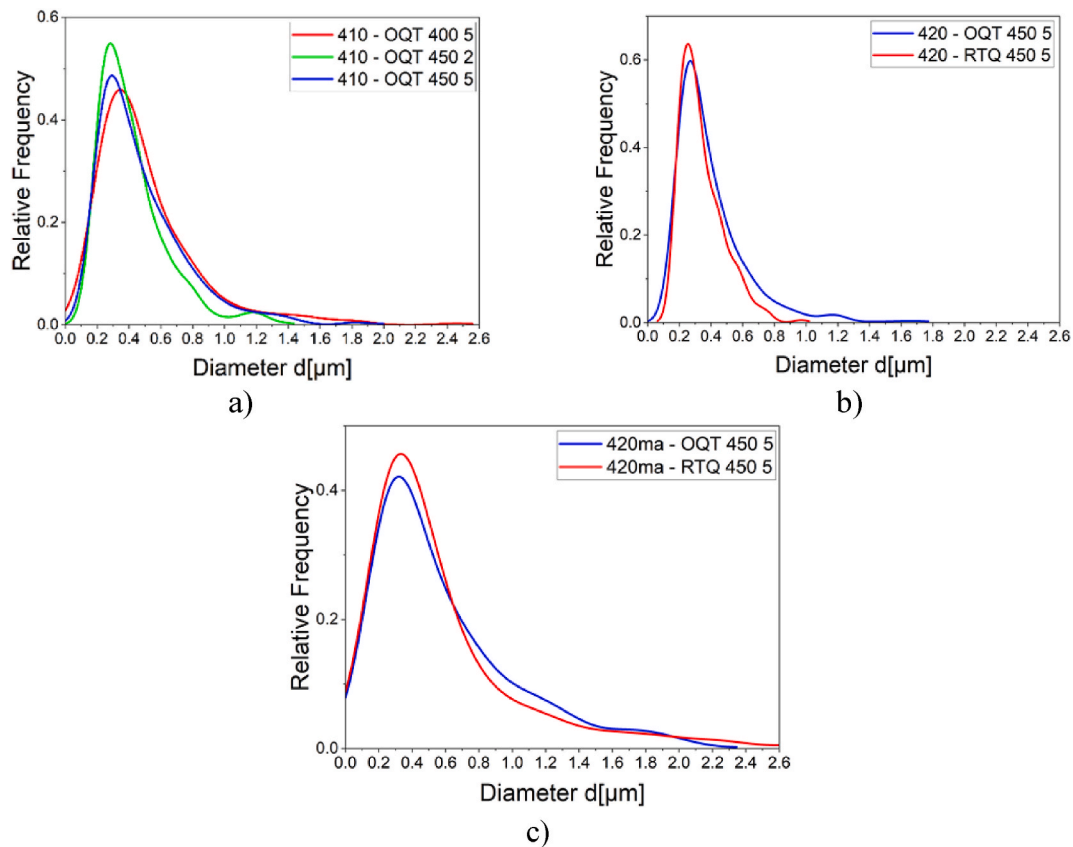 0.6
410 - OQT 400 5
410 - OQT 450 2
410 - OQT 450 5
0.4
0.2
0.0
Relative Frequency
0.0 0.2 0.4 0.6 0.8 1.0 1.2 1.4 1.6 1.8 2.0 2.2 2.4 2.6
Diameter d[µm]
a)
420 - OQT 450 5
420 - RTQ 450 5
0.6
0.4
0.2
0.0
Relative Frequency
0.0 0.2 0.4 0.6 0.8 1.0 1.2 1.4 1.6 1.8 2.0 2.2 2.4 2.6
Diameter d[µm]
b)
420ma - OQT 450 5
420ma - RTQ 450 5
0.4
0.2
0.0
Relative Frequency
0.0 0.2 0.4 0.6 0.8 1.0 1.2 1.4 1.6 1.8 2.0 2.2 2.4 2.6
Diameter d[µm]
c)